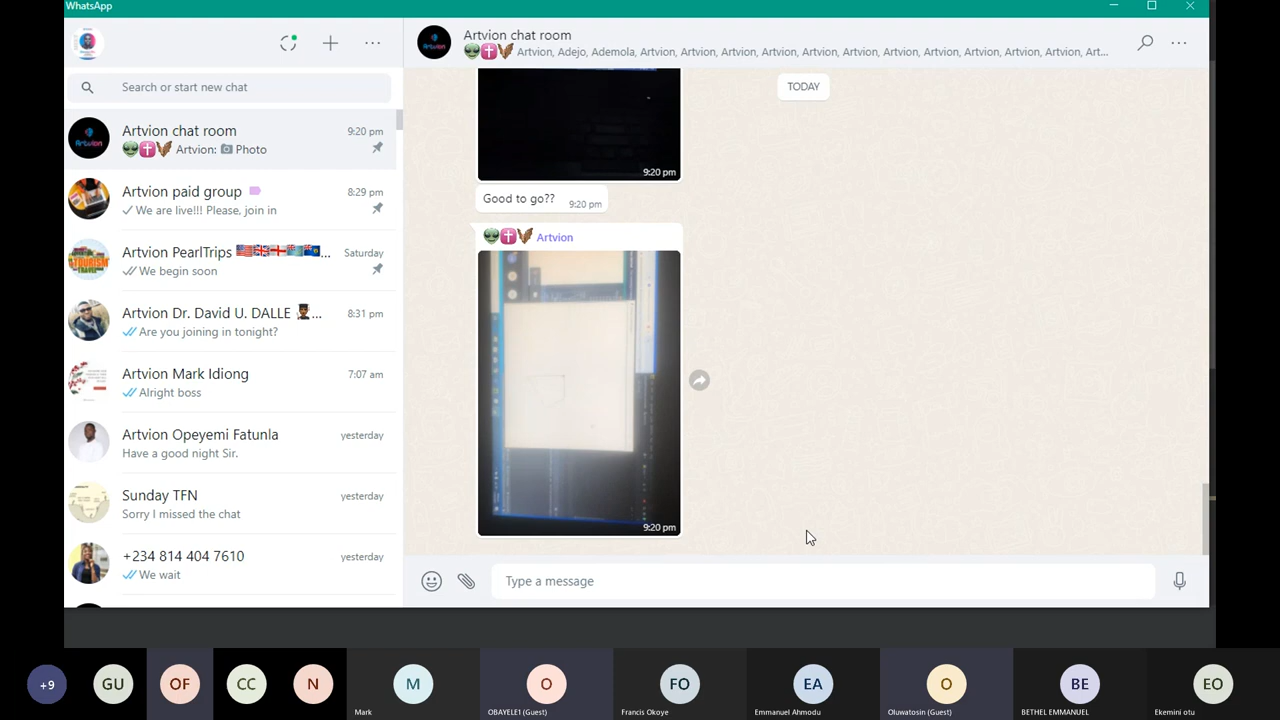 WhatsApp
Search or start new chat
Artvion chat room
9:20 pm
Artvion: Photo
Artvion paid group
8:29 pm
We are live!!! Please, join in
Artvion PearlTrips ...
Saturday
We begin soon
Artvion Dr. David U. DALLE ...
8:31 pm
Are you joining in tonight?
Artvion Mark Idiong
7:07 am
Alright boss
Artvion Opeyemi Fatunla
yesterday
Have a good night Sir.
Sunday TFN
yesterday
Sorry I missed the chat
+234 814 404 7610
yesterday
We wait
Artvion chat room
Artvion, Adejo, Ademola, Artvion, Artvion, Artvion, Artvion, Artvion, Artvion, Artvion, Artvion, Artvion, Artvion, Artvion, Art...
TODAY
9:20 pm
Good to go??
9:20 pm
Artvion
9:20 pm
Type a message
+9
GU
OF
CC
N
M
Mark
O
OBAYELE1 (Guest)
FO
Francis Okoye
EA
Emmanuel Ahmodu
O
Oluwatosin (Guest)
BE
BETHEL EMMANUEL
EO
Ekemini otu